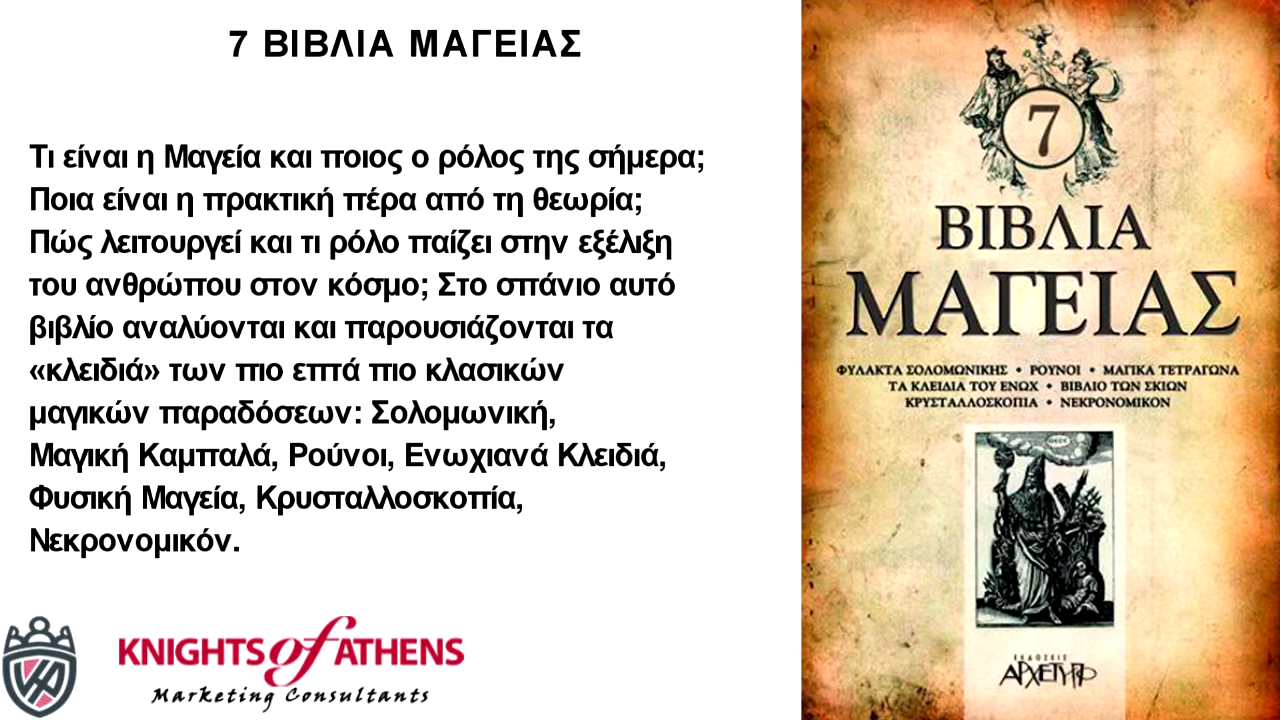 7 ΒΙΒΛΙΑ ΜΑΓΕΙΑΣ
Τι είναι η Μαγεία και ποιος ο ρόλος της σήμερα;
Ποια είναι η πρακτική πέρα από τη θεωρία;
Πώς λειτουργεί και τι ρόλο παίζει στην εξέλιξη
του ανθρώπου στον κόσμο; Στο σπάνιο αυτό
βιβλίο αναλύονται και παρουσιάζονται τα
«κλειδιά» των πιο επτά πιο κλασικών
μαγικών παραδόσεων: Σολομωνική,
Μαγική Καμπαλά, Ρούνοι, Ενωχιανά Κλειδιά,
Φυσική Μαγεία, Κρυσταλλοσκοπία,
Νεκρονομικόν.
KNIGHTS of ATHENS
Marketing Consultants
7
ΒΙΒΛΙΑ
ΜΑΓΕΙΑΣ
ΦΥΛΑΚΤΑ ΣΟΛΟΜΩΝΙΚΗΣ • ΡΟΥΝΟΙ • ΜΑΓΙΚΑ ΤΕΤΡΑΓΩΝΑ
ΤΑ ΚΛΕΙΔΙΑ ΤΟΥ ΕΝΩΧ • ΒΙΒΛΙΟ ΤΩΝ ΣΚΙΩΝ
ΚΡΥΣΤΑΛΛΟΣΚΟΠΙΑ • ΝΕΚΡΟΝΟΜΙΚΟΝ
ΕΚΔΟΣΕΙΣ
ΑΡΧΕΤΥΠΟ